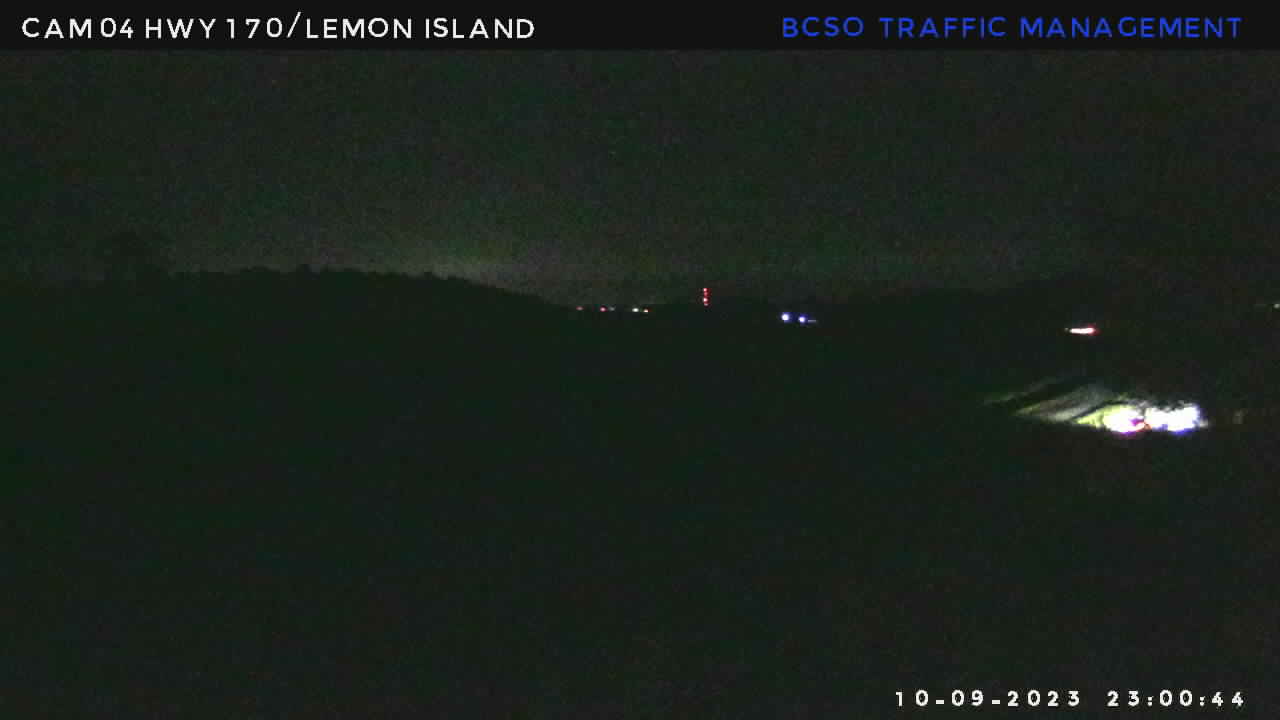 CAM04 HWY 170/LEMON ISLAND
BCSO TRAFFIC MANAGEMENT
10-09-2023 23:00:44